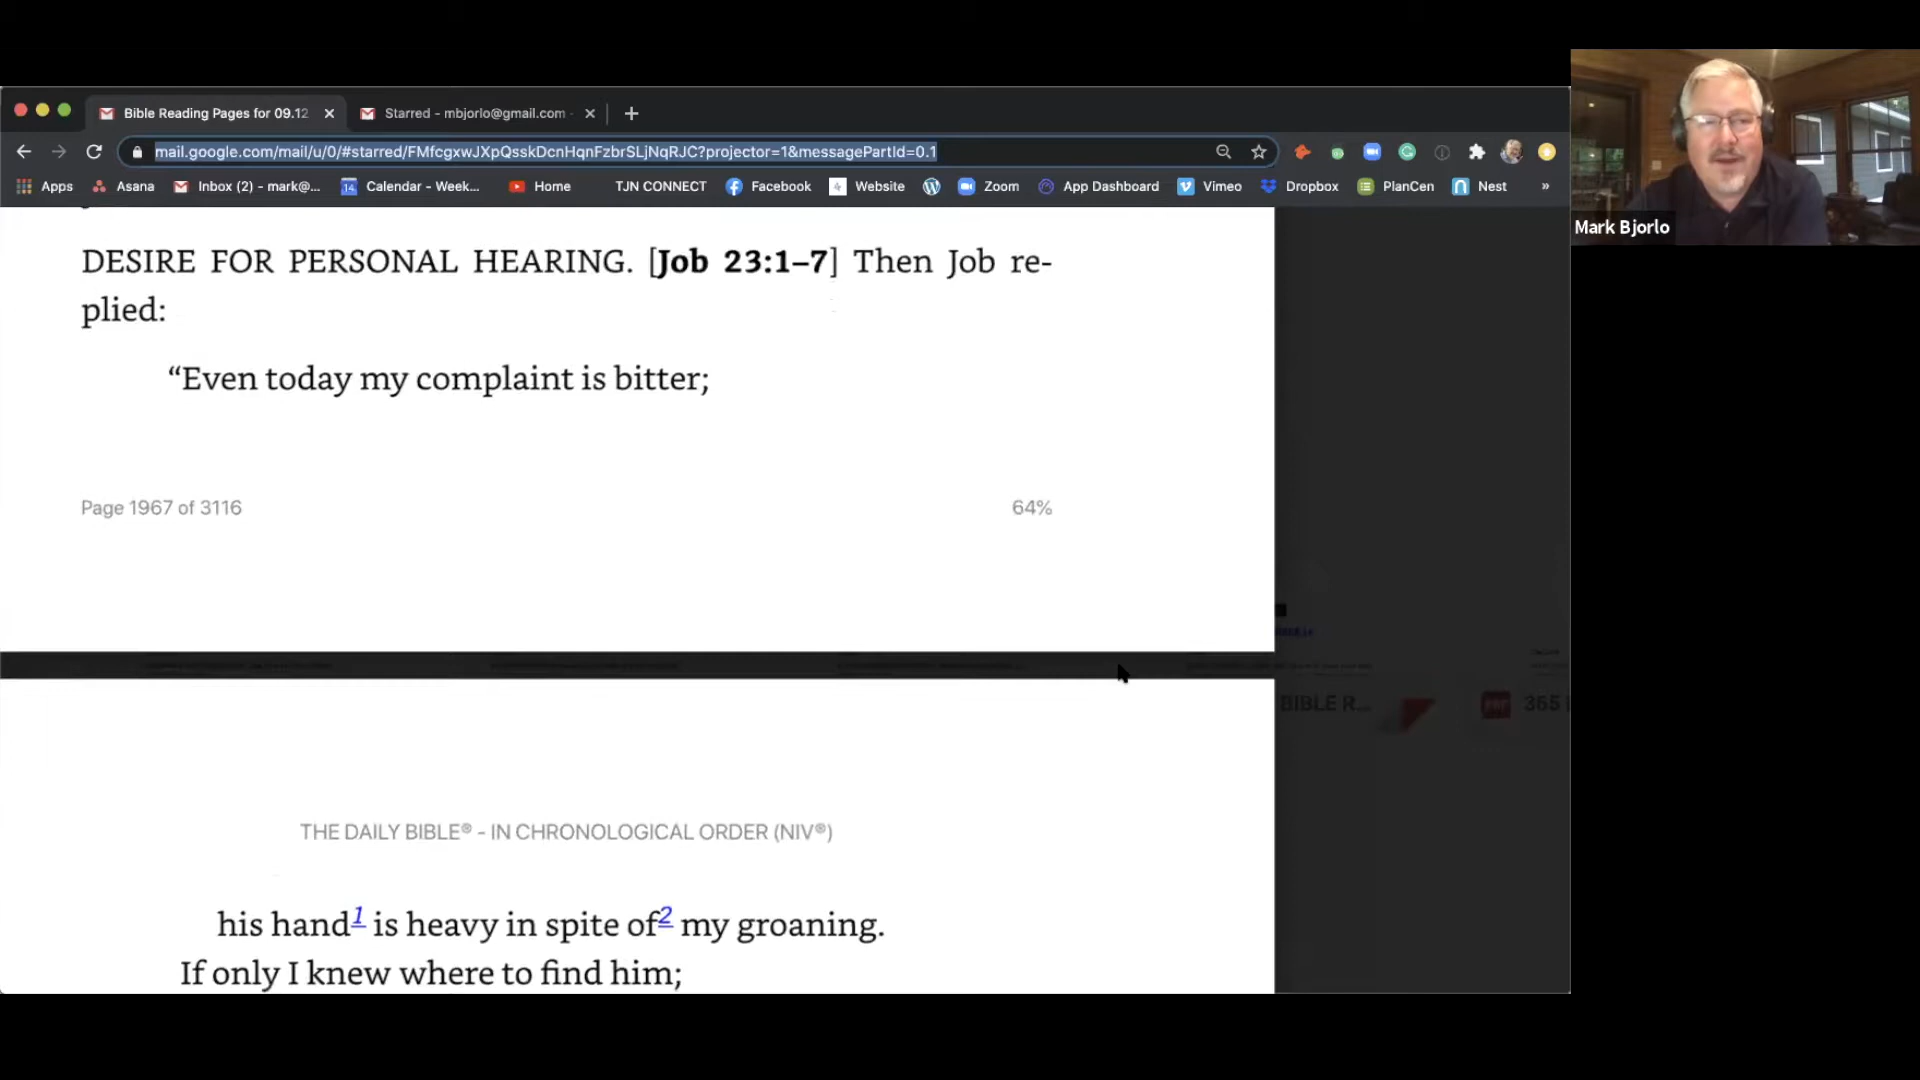 Bible Reading Pages for 09.12
Starred - mbjorlo@gmail.com -
mail.google.com/mail/u/0/#starred/FMfcgxwJXpQsskDcnHqnFzbrSLjNqRJC?projector=1&messagePartId=0.1
Apps Asana Inbox (2) - mark@... Calendar - Week... Home TJN CONNECT Facebook Website Zoom App Dashboard Vimeo Dropbox PlanCen Nest »
Mark Bjorlo
DESIRE FOR PERSONAL HEARING. [Job 23:1–7] Then Job re-
plied:
“Even today my complaint is bitter;
Page 1967 of 3116 64%
BIBLE R... PDF 365
THE DAILY BIBLE® - IN CHRONOLOGICAL ORDER (NIV®)
his hand1 is heavy in spite of2 my groaning.
If only I knew where to find him;